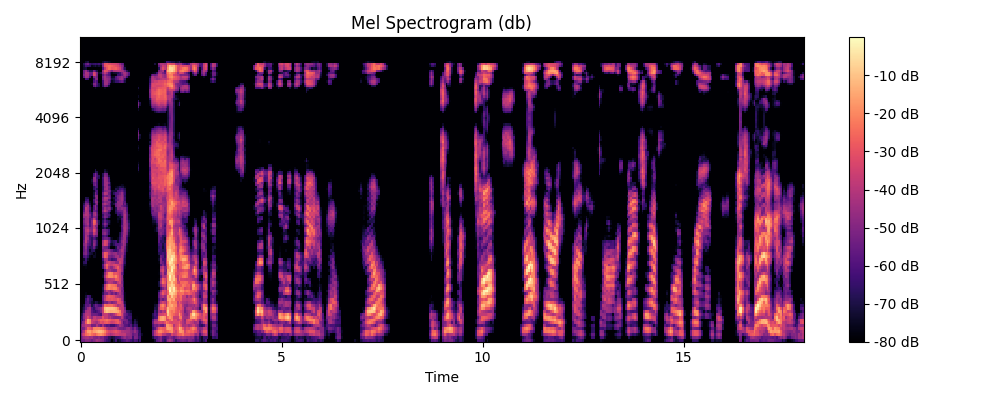 Mel Spectrogram (db)
8192
4096
2048
1024
512
0
Hz
0
5
10
15
Time
-10 dB
-20 dB
-30 dB
-40 dB
-50 dB
-60 dB
-70 dB
-80 dB